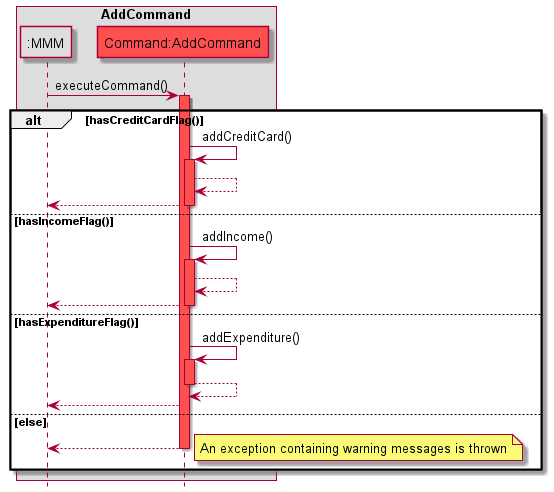 AddCommand
:MMM
Command:AddCommand
executeCommand()
alt
[hasCreditCardFlag()]
addCreditCard()
[hasIncomeFlag()]
addIncome()
[hasExpenditureFlag()]
addExpenditure()
[else]
An exception containing warning messages is thrown